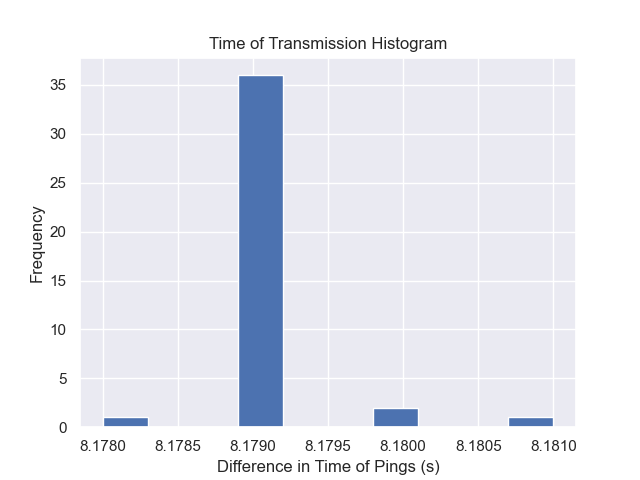 Time of Transmission Histogram
35
30
25
20
15
10
5
0
Frequency
8.1780 8.1785 8.1790 8.1795 8.1800 8.1805 8.1810
Difference in Time of Pings (s)